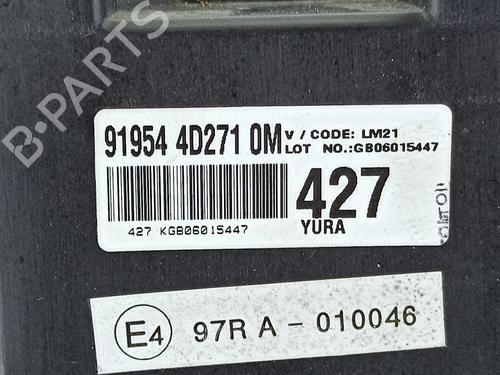 B-PARTS
91954 4D271 0M V / CODE: LM21
LOT NO.:GB06015447
427
427 KGB06015447
YURA
E4 97R A - 010046